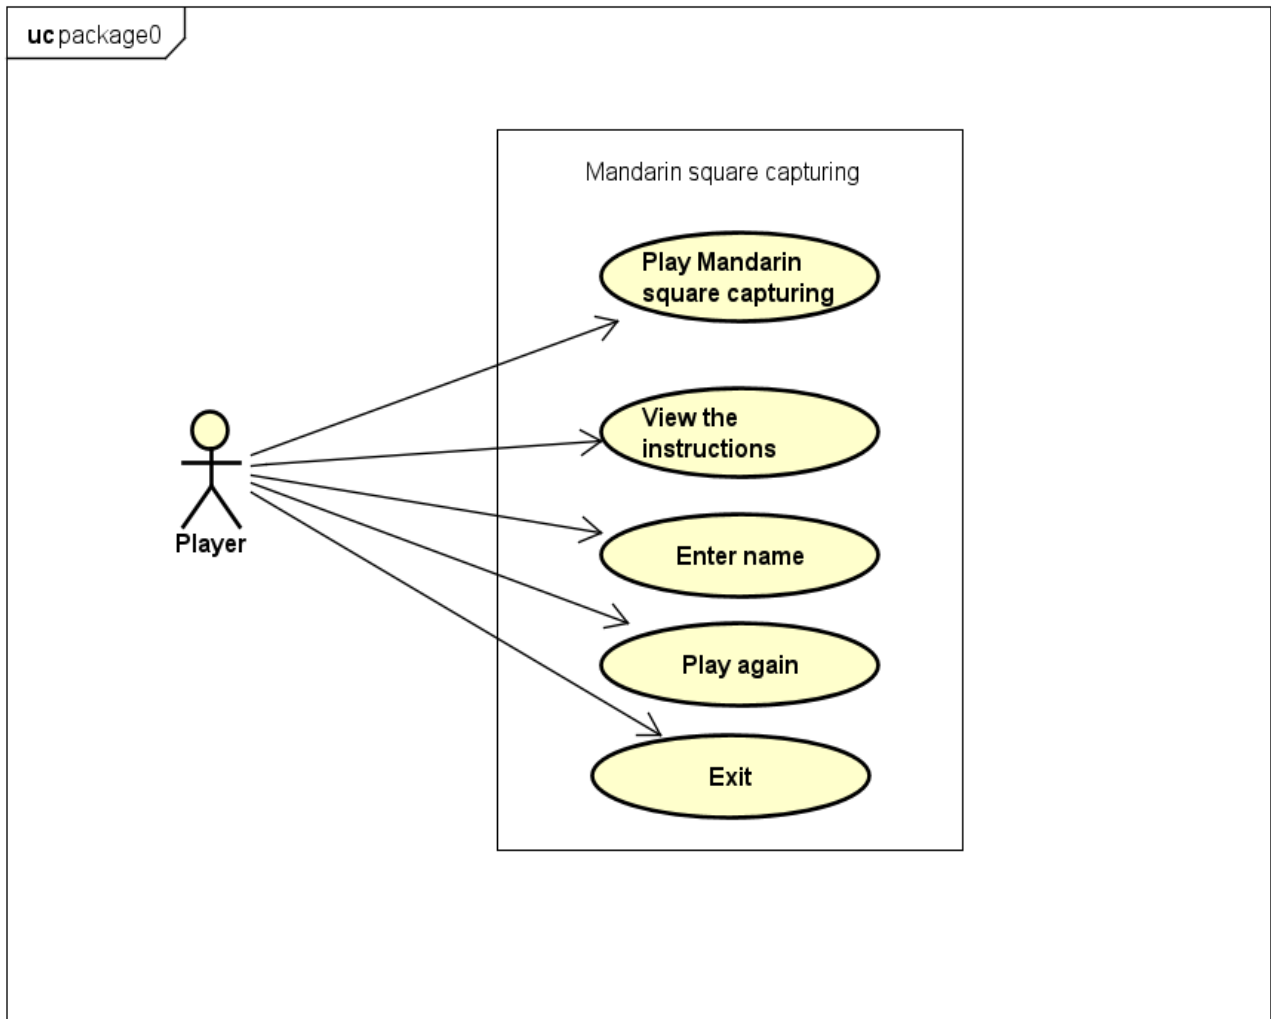 uc package0
Mandarin square capturing
Play Mandarin
square capturing
View the
instructions
Player
Enter name
Play again
Exit